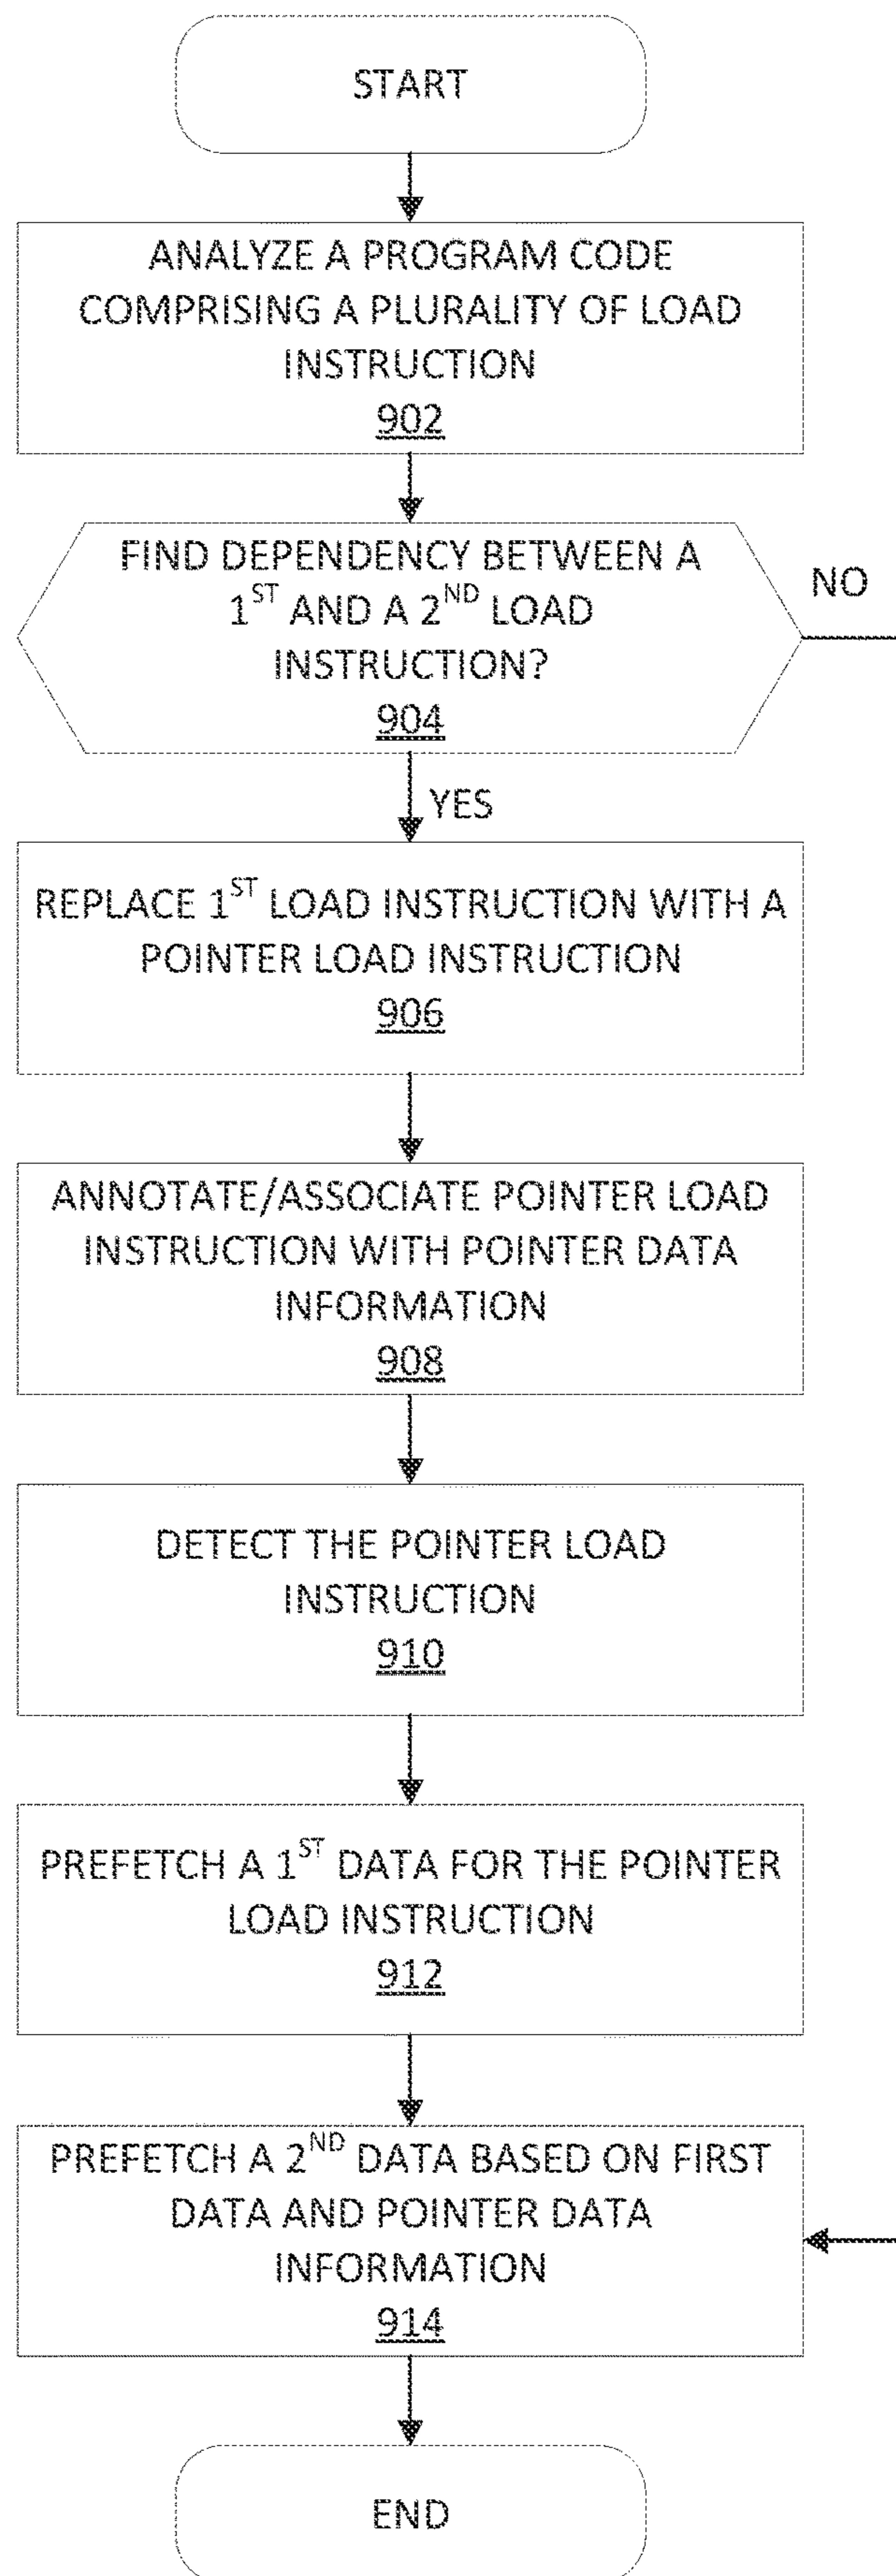 START
ANALYZE A PROGRAM CODE
COMPRISING A PLURALITY OF LOAD
INSTRUCTION
902
FIND DEPENDENCY BETWEEN A
1ST AND A 2ND LOAD
INSTRUCTION?
904
NO
YES
REPLACE 1ST LOAD INSTRUCTION WITH A
POINTER LOAD INSTRUCTION
906
ANNOTATE/ASSOCIATE POINTER LOAD
INSTRUCTION WITH POINTER DATA
INFORMATION
908
DETECT THE POINTER LOAD
INSTRUCTION
910
PREFETCH A 1ST DATA FOR THE POINTER
LOAD INSTRUCTION
912
PREFETCH A 2ND DATA BASED ON FIRST
DATA AND POINTER DATA
INFORMATION
914
END